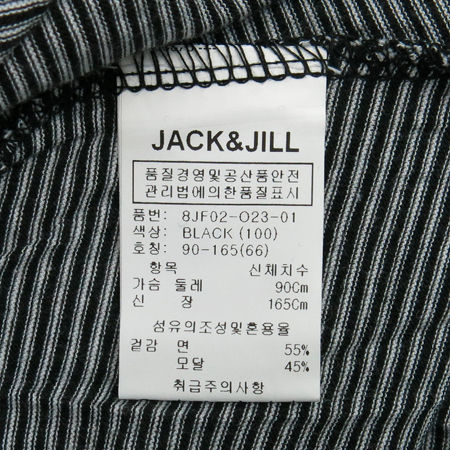 JACK&JILL
품질경영및공산품안전
관리법에의한품질표시
품번: 8JF02-O23-01
색상: BLACK (100)
호칭: 90-165(66)
항목 신체치수
가슴 둘레 90Cm
신 장 165Cm
섬유의조성및혼용율
겉감 면 55%
모달 45%
취급주의사항